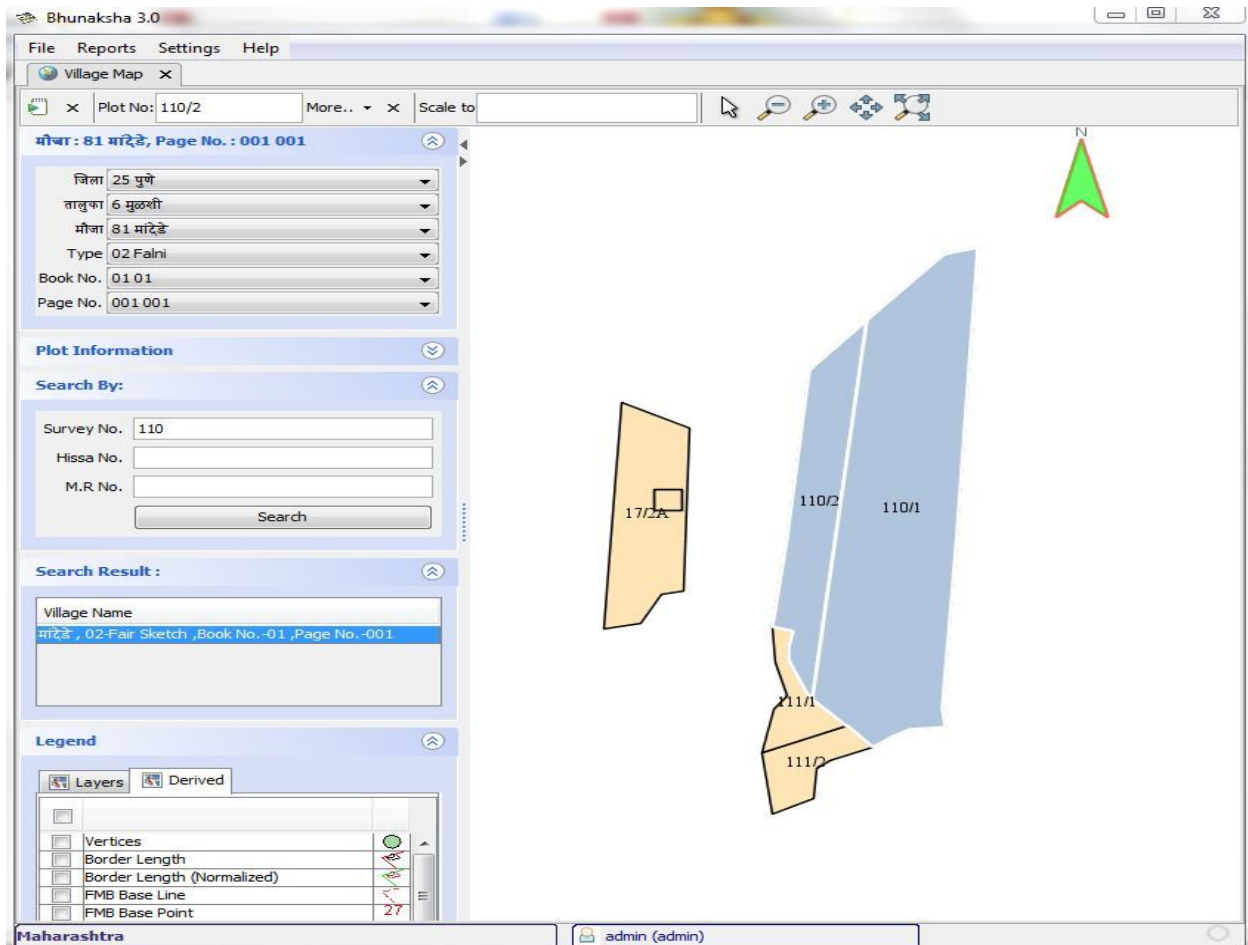 Bhunaksha 3.0
File Reports Settings Help
Village Map
Plot No: 110/2 More.. Scale to
मौजा : 81 मांदेडे, Page No. : 001 001
जिला 25 पुणे
तालुका 6 मुळशी
मौजा 81 मांदेडे
Type 02 Falni
Book No. 01 01
Page No. 001 001
Plot Information
Search By:
Survey No. 110
Hissa No.
M.R No.
Search
Search Result :
Village Name
मांदेडे , 02-Fair Sketch ,Book No.-01 ,Page No.-001
Legend
Layers Derived
Vertices
Border Length
Border Length (Normalized)
FMB Base Line
FMB Base Point 27
N
110/2
110/1
17/2A
111/1
111/2
Maharashtra admin (admin)